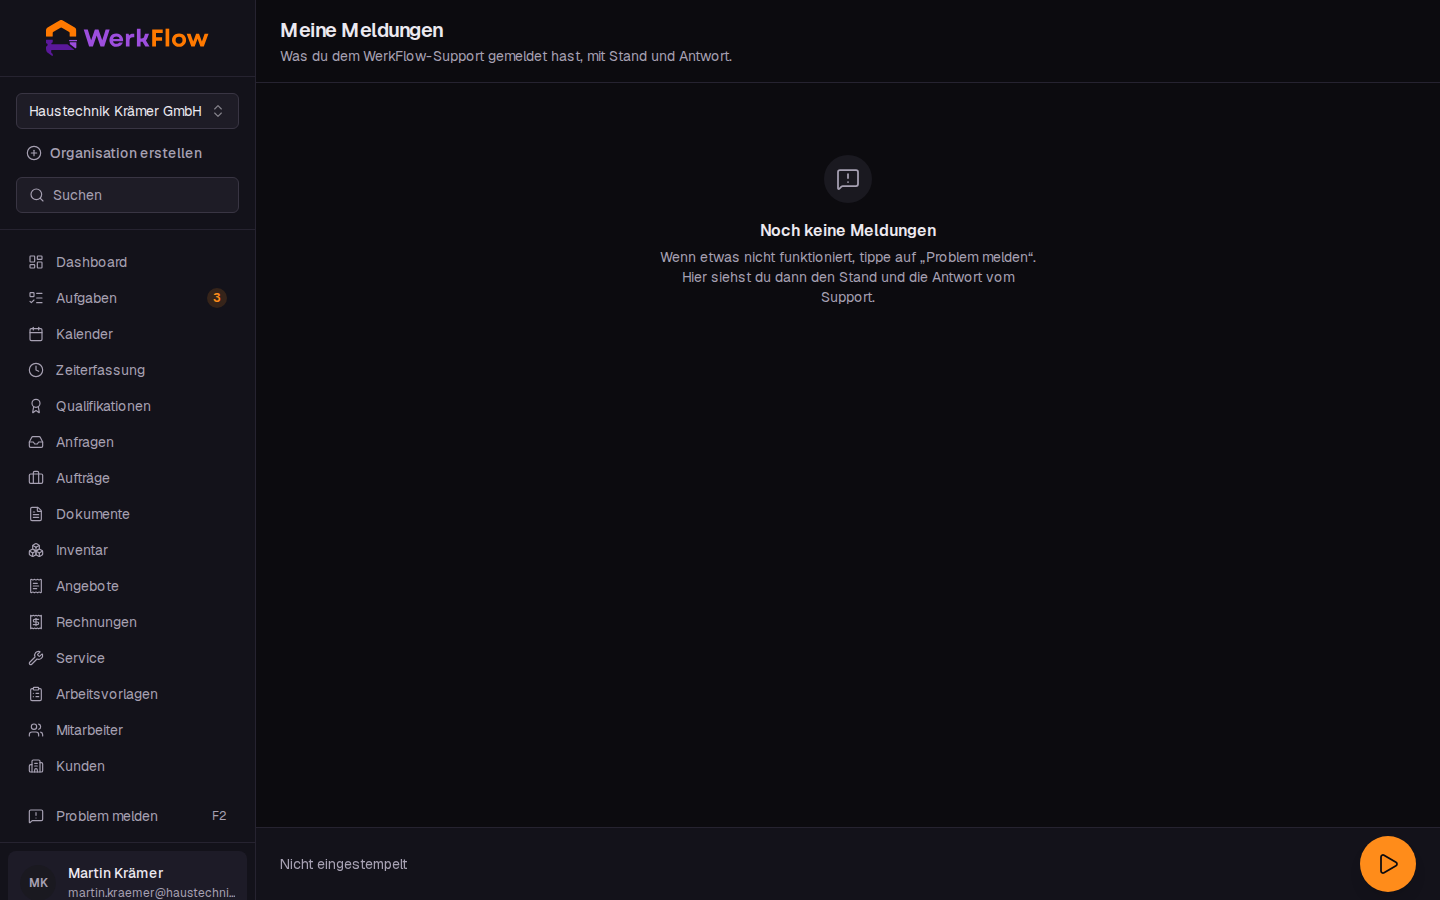 WerkFlow
Haustechnik Krämer GmbH
Organisation erstellen
Suchen
Dashboard
Aufgaben 3
Kalender
Zeiterfassung
Qualifikationen
Anfragen
Aufträge
Dokumente
Inventar
Angebote
Rechnungen
Service
Arbeitsvorlagen
Mitarbeiter
Kunden
Problem melden F2
MK
Martin Krämer
martin.kraemer@haustechni…
Meine Meldungen
Was du dem WerkFlow-Support gemeldet hast, mit Stand und Antwort.
Noch keine Meldungen
Wenn etwas nicht funktioniert, tippe auf „Problem melden“.
Hier siehst du dann den Stand und die Antwort vom
Support.
Nicht eingestempelt